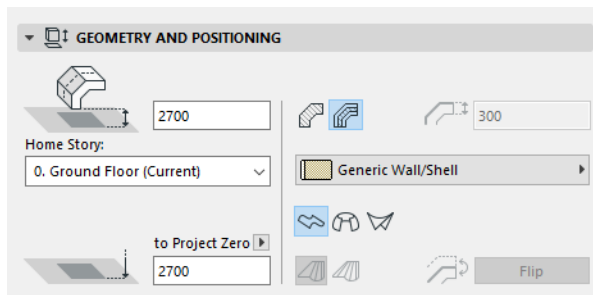 GEOMETRY AND POSITIONING
2700
300
Home Story:
0. Ground Floor (Current)
Generic Wall/Shell
to Project Zero
2700
Flip